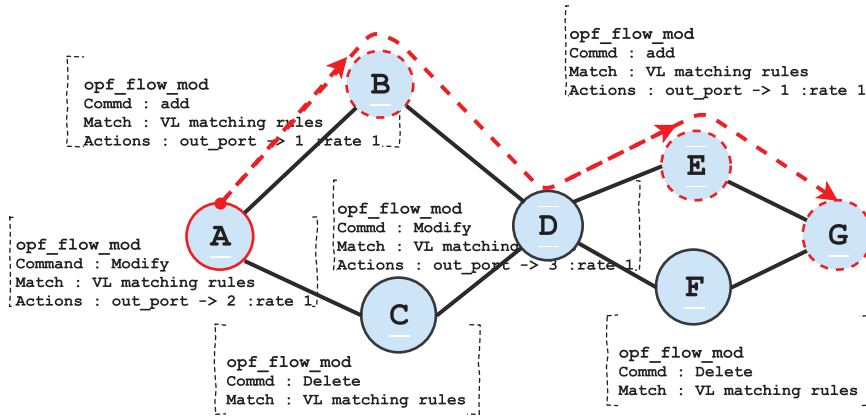 opf_flow_mod
Commd : add
Match : VL matching rules
Actions : out_port -> 1 :rate 1
B
opf_flow_mod
Commd : add
Match : VL matching rules
Actions : out_port -> 1 :rate 1
E
A
opf_flow_mod
Command : Modify
Match : VL matching rules
Actions : out_port -> 2 :rate 1
opf_flow_mod
Commd : Modify
Match : VL matching
out_port -> 3 :rate 1
D
G
C
opf_flow_mod
Commd : Delete
Match : VL matching rules
F
opf_flow_mod
Commd : Delete
Match : VL matching rules